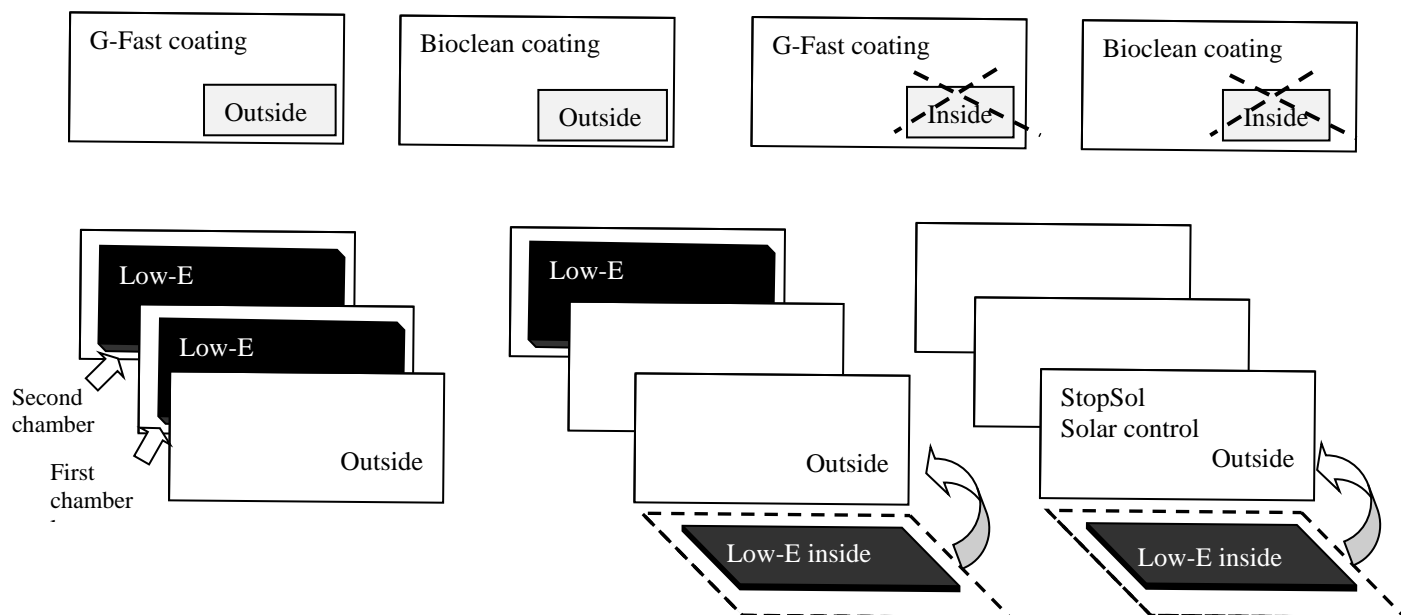 G-Fast coating
Outside
Bioclean coating
Outside
G-Fast coating
Inside
Bioclean coating
Inside
Low-E
Low-E
Second
chamber
First
chamber
Outside
Low-E
Outside
Low-E inside
StopSol
Solar control
Outside
Low-E inside